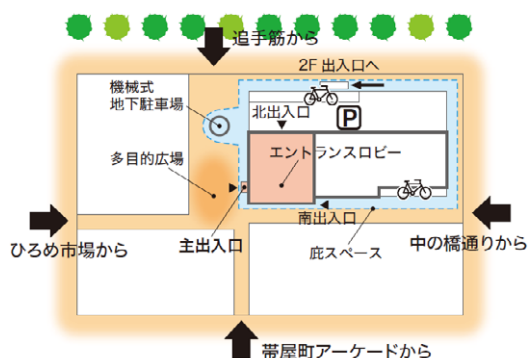 追手筋から
2F 出入口へ
機械式
地下駐車場
P
北出入口
エントランスロビー
多目的広場
主出入口
南出入口
庇スペース
ひろめ市場から
中の橋通りから
帯屋町アーケードから